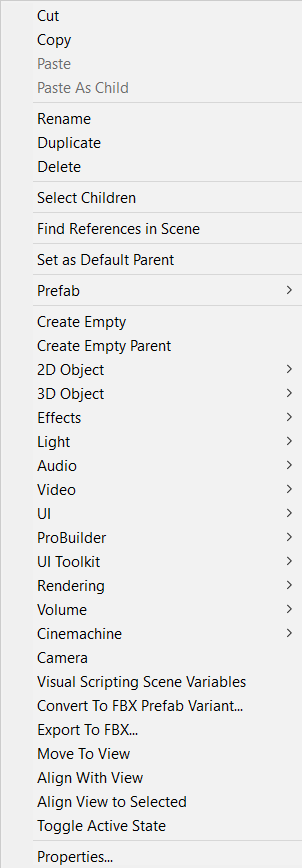 Cut
Copy
Paste
Paste As Child
Rename
Duplicate
Delete
Select Children
Find References in Scene
Set as Default Parent
Prefab
Create Empty
Create Empty Parent
2D Object
3D Object
Effects
Light
Audio
Video
UI
ProBuilder
UI Toolkit
Rendering
Volume
Cinemachine
Camera
Visual Scripting Scene Variables
Convert To FBX Prefab Variant...
Export To FBX...
Move To View
Align With View
Align View to Selected
Toggle Active State
Properties...